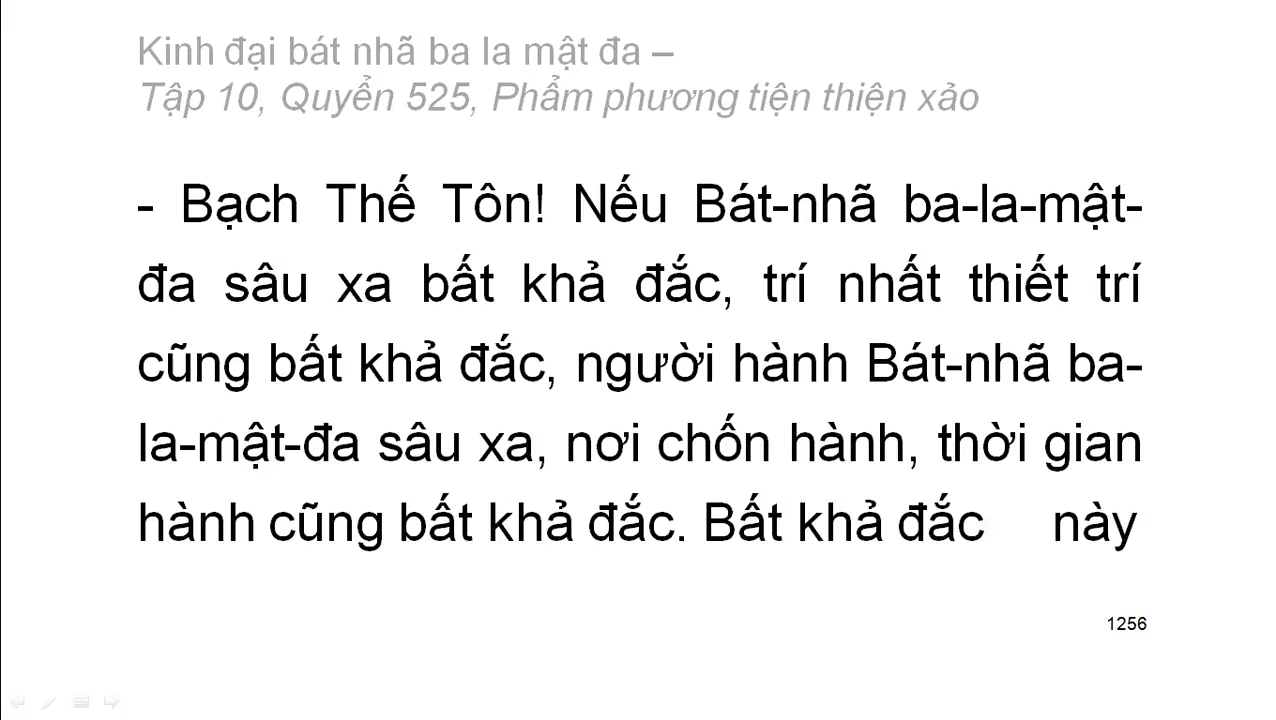 Kinh đại bát nhã ba la mật đa –
Tập 10, Quyển 525, Phẩm phương tiện thiện xảo
- Bạch Thế Tôn! Nếu Bát-nhã ba-la-mật-
đa sâu xa bất khả đắc, trí nhất thiết trí
cũng bất khả đắc, người hành Bát-nhã ba-
la-mật-đa sâu xa, nơi chốn hành, thời gian
hành cũng bất khả đắc. Bất khả đắc này
1256